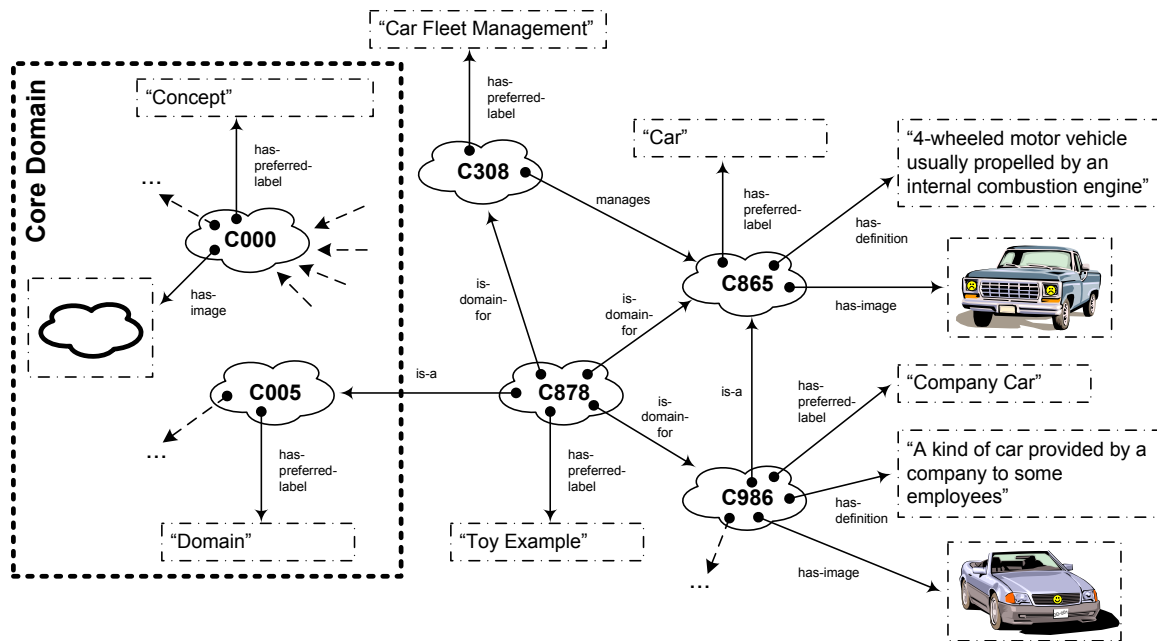 “Car Fleet Management”
Core Domain
“Concept”
has-
preferred-
label
...
C000
has-
image
C005
...
has-
preferred-
label
“Domain”
has-
preferred-
label
C308
manages
is-
domain-
for
“Car”
has-
preferred-
label
“4-wheeled motor vehicle
usually propelled by an
internal combustion engine”
has-
definition
C865
has-image
is-
domain-
for
is-a
C878
is-
domain-
for
has-
preferred-
label
“Toy Example”
is-a
has-
preferred-
label
“Company Car”
C986
has-
definition
“A kind of car provided by a
company to some
employees”
...
has-image